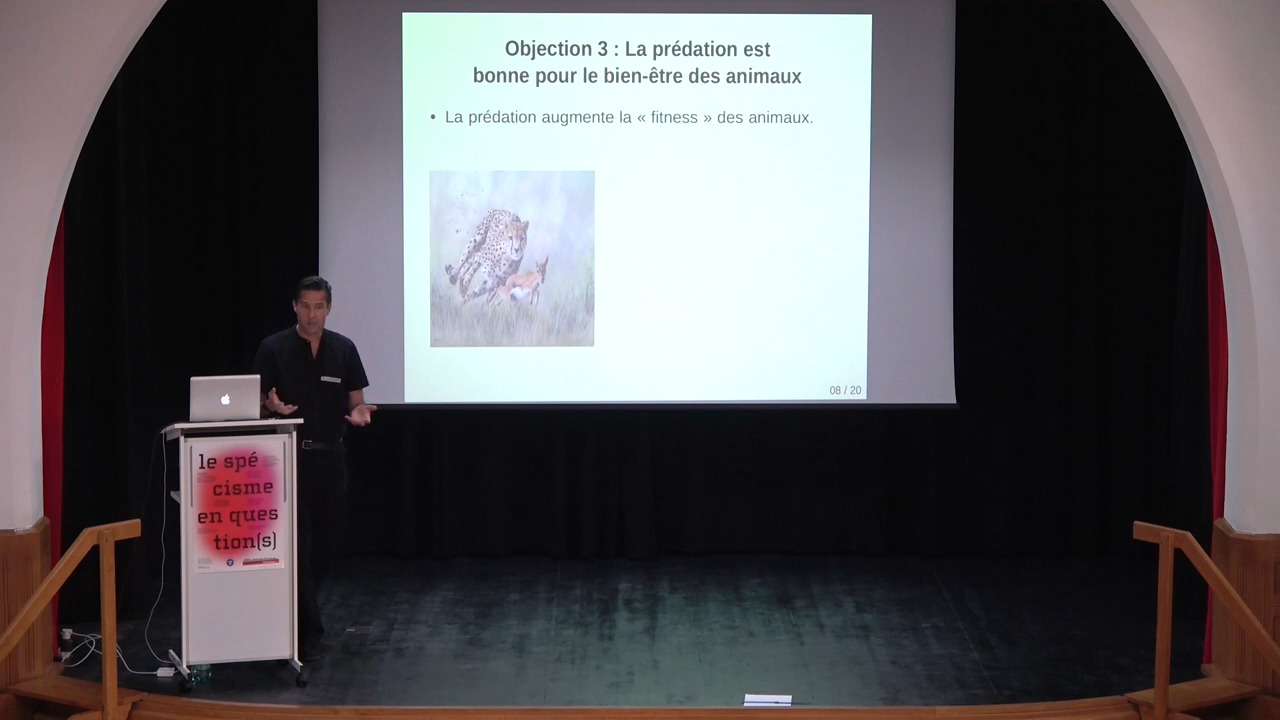 Objection 3 : La prédation est
bonne pour le bien-être des animaux
• La prédation augmente la « fitness » des animaux.
08 / 20
le spé
cisme
en ques
tion(s)